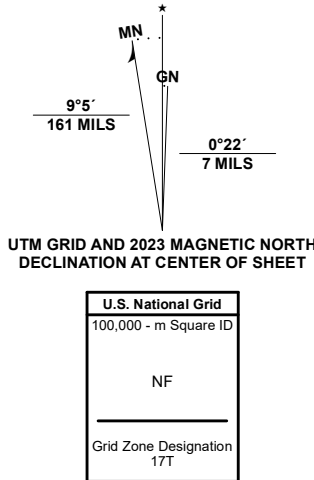 ★
MN
GN
9°5´
161 MILS
0°22´
7 MILS
UTM GRID AND 2023 MAGNETIC NORTH
DECLINATION AT CENTER OF SHEET
U.S. National Grid
100,000 - m Square ID
NF
Grid Zone Designation
17T